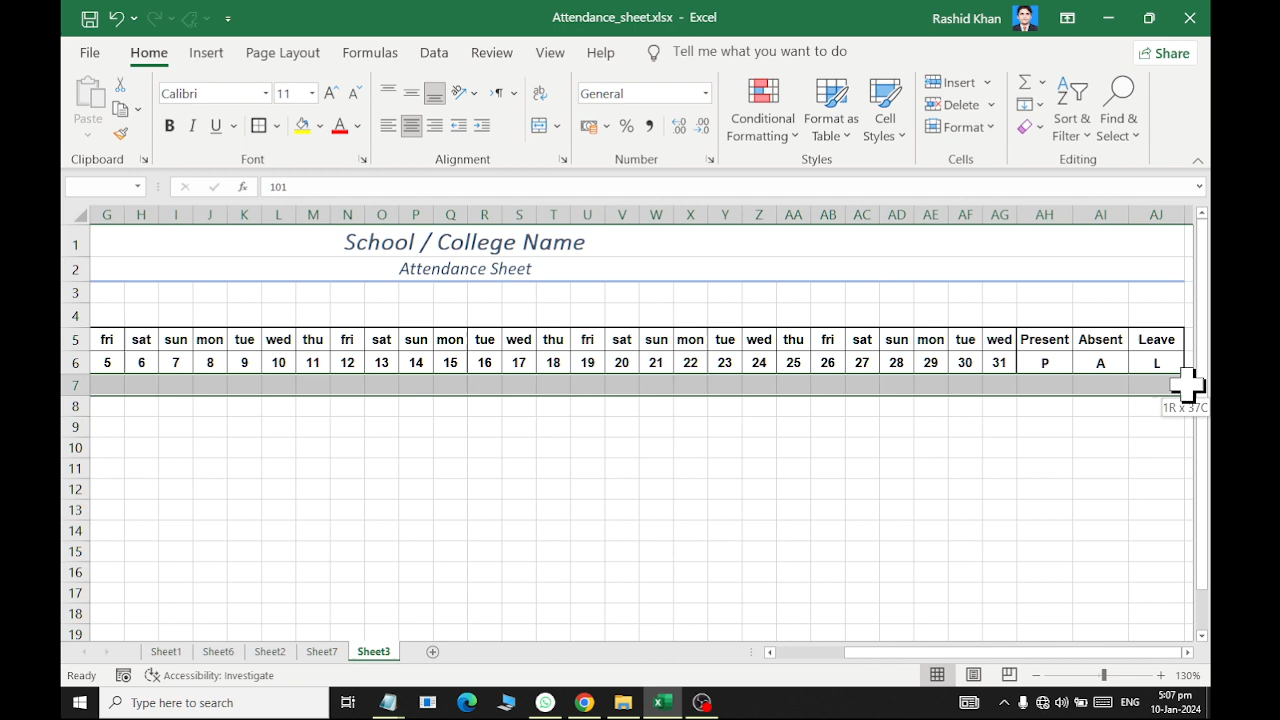 Attendance_sheet.xlsx - Excel
Rashid Khan
File Home Insert Page Layout Formulas Data Review View Help Tell me what you want to do Share
Paste
Clipboard
Calibri 11
B I U A
Font
ab
Alignment
General
% 9
Number
Conditional Formatting
Format as Table
Cell Styles
Styles
Insert
Delete
Format
Cells
Sort & Filter
Find & Select
Editing
fx 101
G H I J K L M N O P Q R S T U V W X Y Z AA AB AC AD AE AF AG AH AI AJ
1 School / College Name
2 Attendance Sheet
3
4
5 fri sat sun mon tue wed thu fri sat sun mon tue wed thu fri sat sun mon tue wed thu fri sat sun mon tue wed Present Absent Leave
6 5 6 7 8 9 10 11 12 13 14 15 16 17 18 19 20 21 22 23 24 25 26 27 28 29 30 31 P A L
7
1R x 37C
8
9
10
11
12
13
14
15
16
17
18
19
Sheet1 Sheet6 Sheet2 Sheet7 Sheet3
Ready Accessibility: Investigate 130%
Type here to search
ENG
5:07 pm
10-Jan-2024